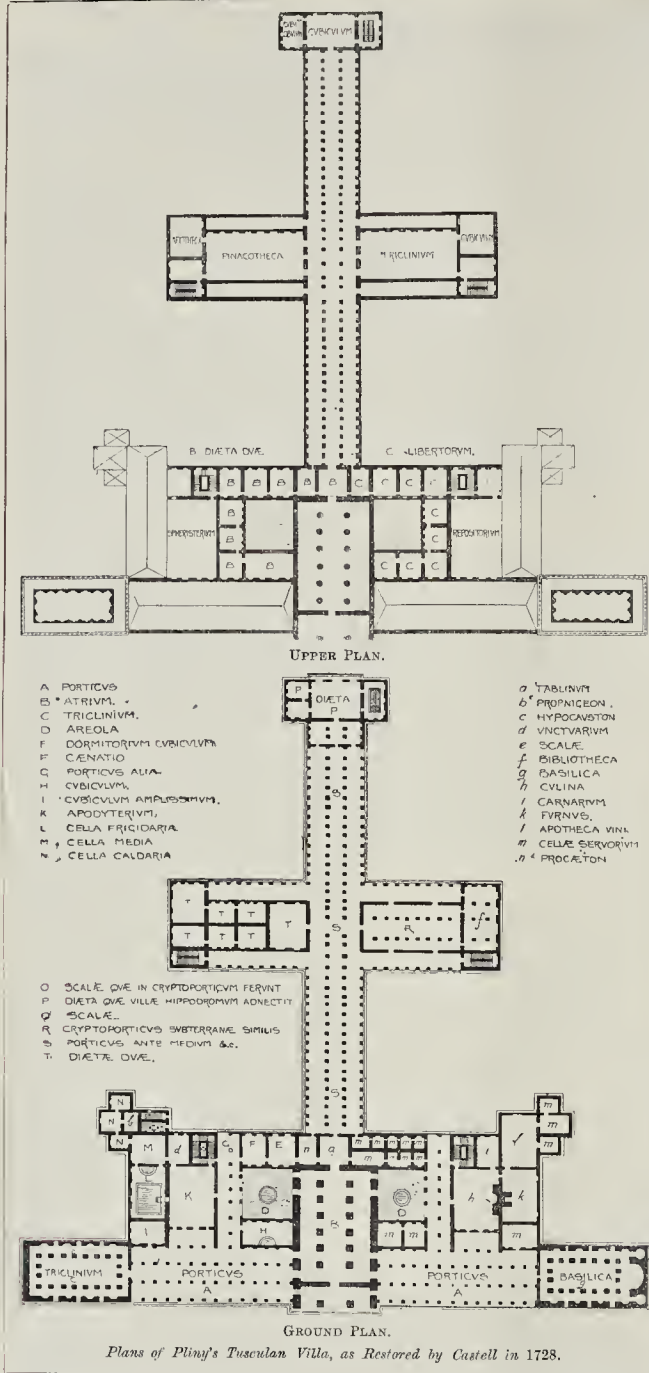 CVBICVLVM
PINACOTHECA
TRICLINIVM
B DIÆTA DVÆ.
C LIBERTORVM.
B B B B B C C C
B C
SPHERISTERIVM REPOSITORIVM
B C
B B C C C
UPPER PLAN.
A PORTICVS
B ATRIVM.
C TRICLINIVM.
D AREOLA
F DORMITORIVM CVBICVLVM
F CÆNATIO
G PORTICVS ALIA
H CVBICVLVM.
I CVBICVLVM AMPLISSIMVM.
K APODYTERIVM,
L CELLA FRIGIDARIA
M, CELLA MEDIA
N, CELLA CALDARIA
DIÆTA
P
P
a TABLINVM
b PROPNIGEON.
c HYPOCAVSTON
d VNCTVARIVM
e SCALÆ
f BIBLIOTHECA
g BASILICA
h CVLINA
i CARNARIVM
k FVRNVS.
l APOTHECA VINI.
m CELLÆ SERVORVM
n PROCÆTON
S
T T T T T S R f
T T
O SCALÆ QVÆ IN CRYPTOPORTICVM FERVNT
P DIÆTA QVÆ VILLÆ HIPPODROMVM ADNECTIT
Q SCALÆ
R CRYPTOPORTICVS SVBTERRANÆ SIMILIS
S PORTICVS ANTE MEDIVM &c.
T. DIÆTÆ DVÆ.
S
N m
N m
N M d G F E n a m m m m m m
L K D D h k
I H B m m m
TRICLINIVM PORTICVS PORTICVS BASILICA
A A
GROUND PLAN.
Plans of Pliny's Tusculan Villa, as Restored by Castell in 1728.